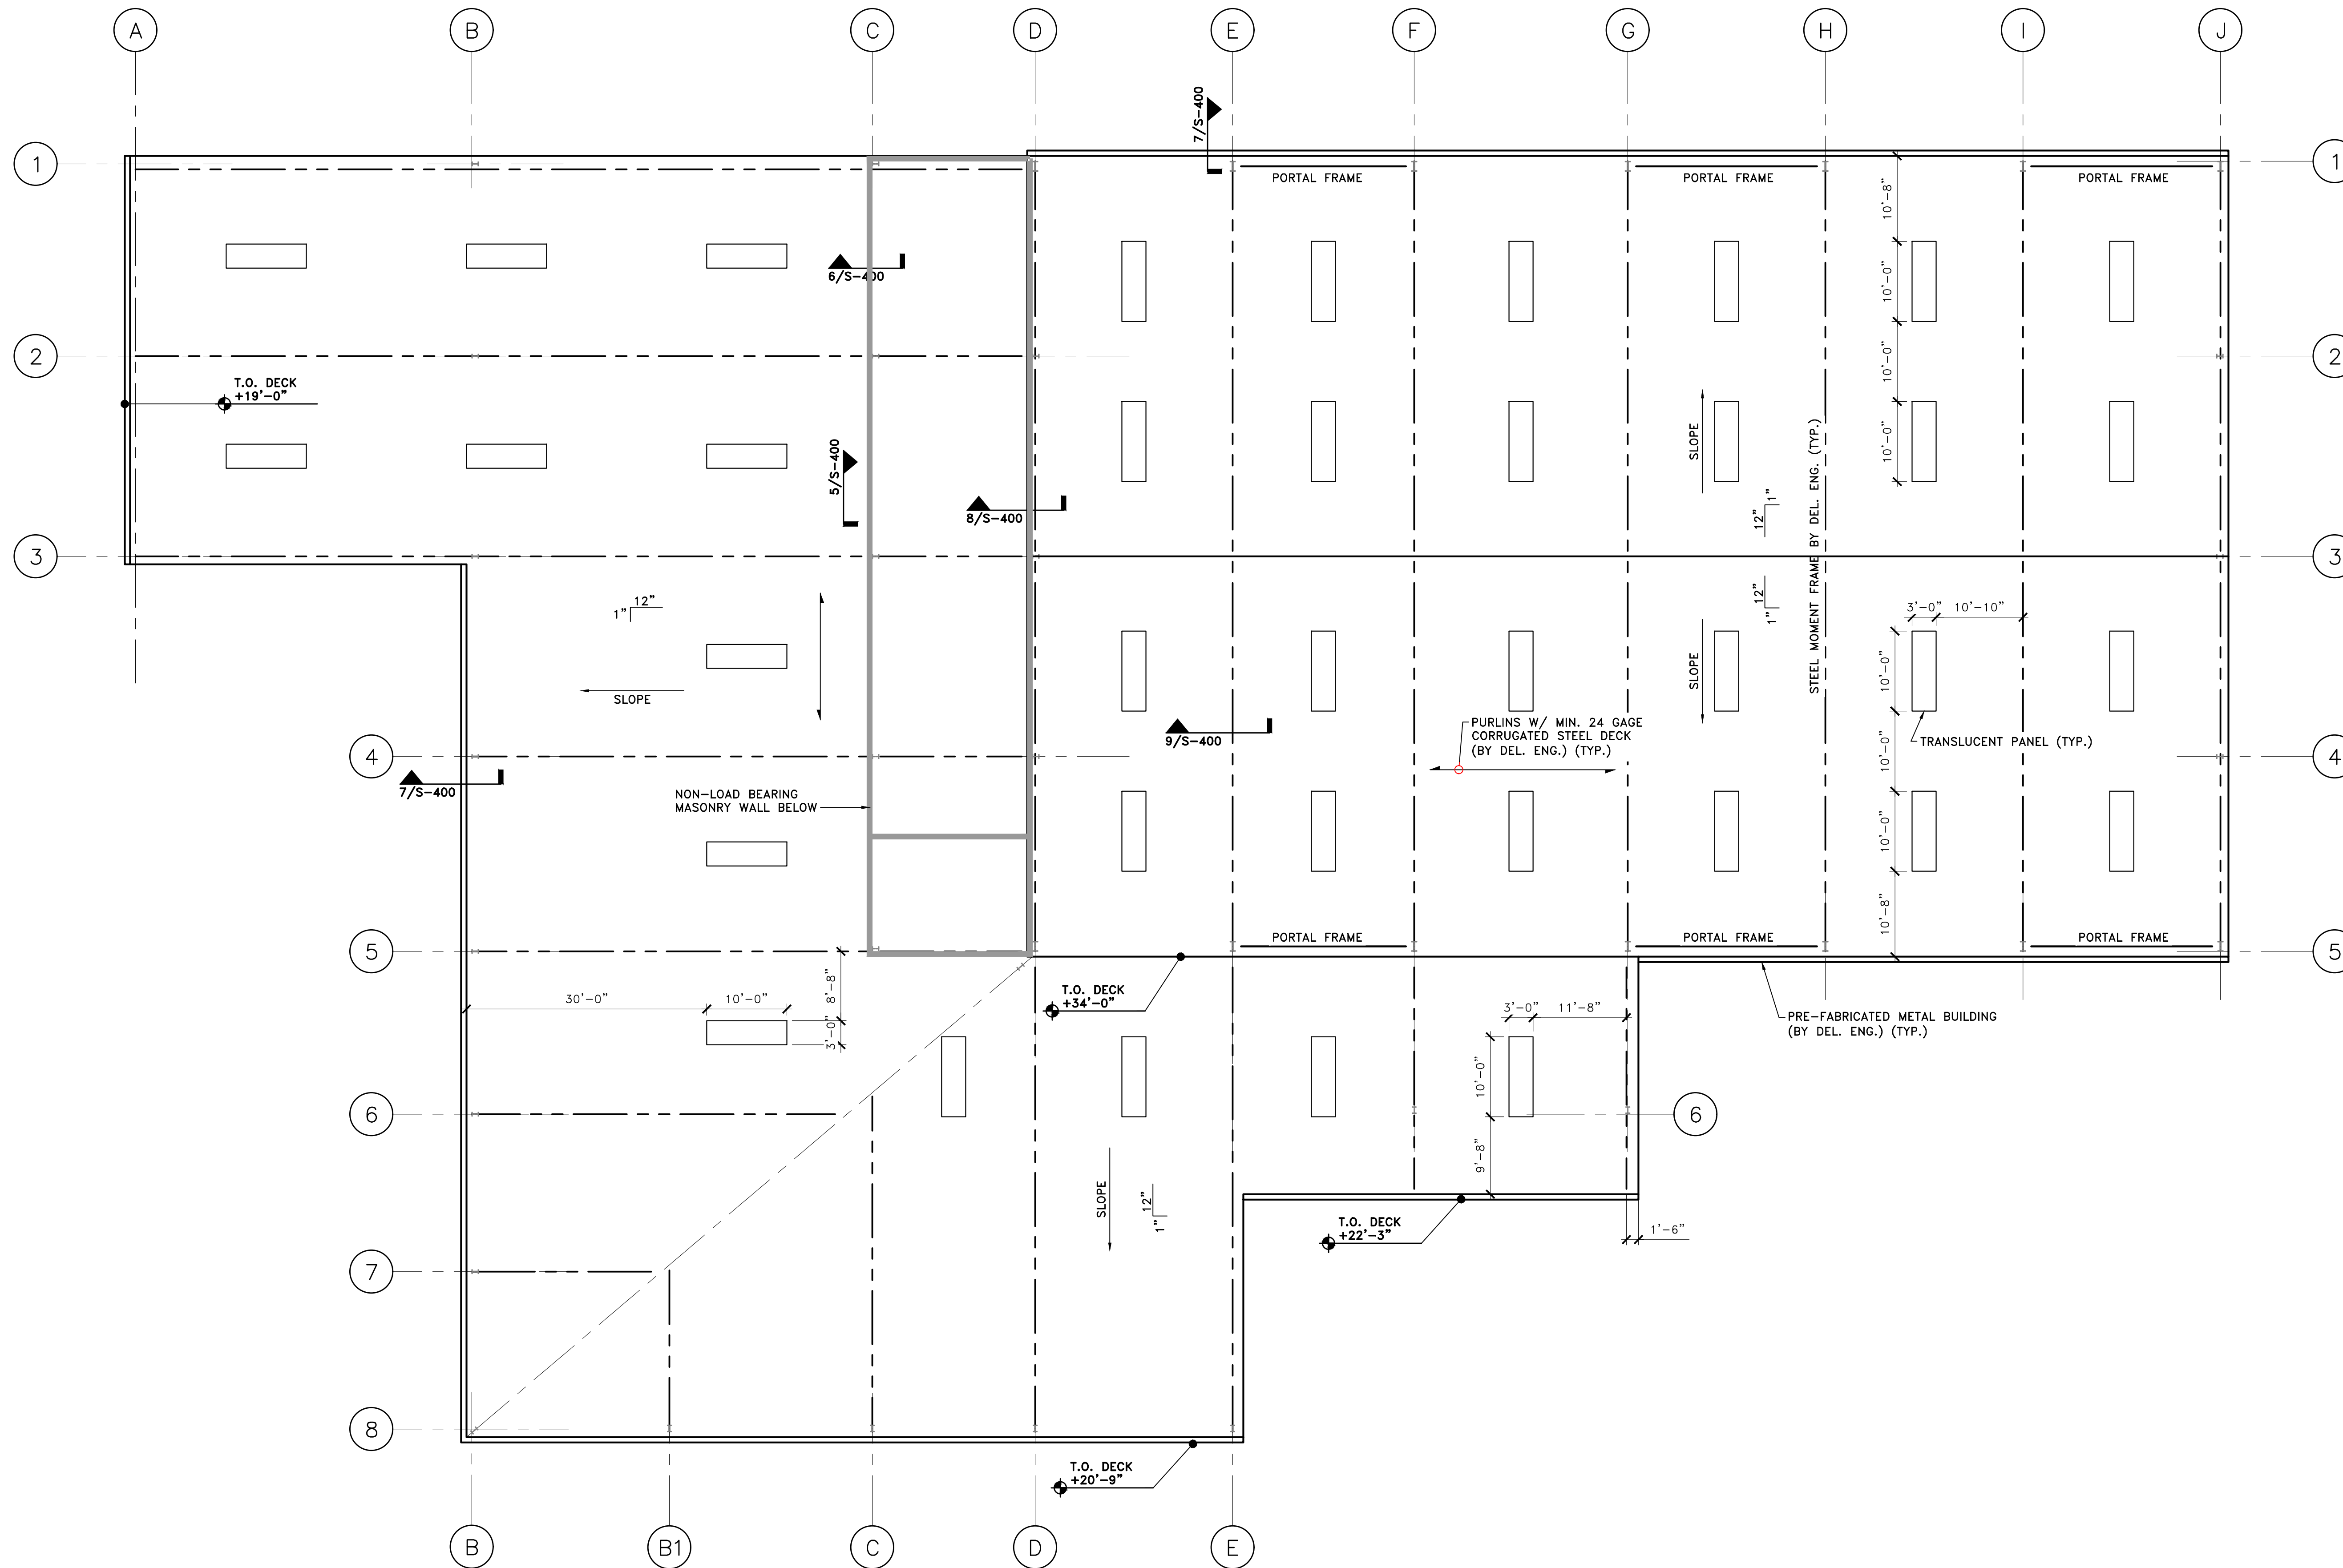 A
B
C
D
E
F
G
H
I
J
1
1
7/S-400
PORTAL FRAME
PORTAL FRAME
PORTAL FRAME
10'-8"
6/S-400
10'-0"
2
2
10'-0"
T.O. DECK
+19'-0"
5/S-400
SLOPE
10'-0"
8/S-400
12"
1"
STEEL MOMENT FRAME BY DEL. ENG. (TYP.)
3
3
12"
1"
12"
1"
3'-0"
10'-10"
SLOPE
SLOPE
10'-0"
9/S-400
PURLINS W/ MIN. 24 GAGE
CORRUGATED STEEL DECK
(BY DEL. ENG.) (TYP.)
TRANSLUCENT PANEL (TYP.)
4
4
10'-0"
7/S-400
NON-LOAD BEARING
MASONRY WALL BELOW
10'-0"
10'-8"
PORTAL FRAME
PORTAL FRAME
PORTAL FRAME
5
5
8'-8"
30'-0"
10'-0"
3'-0"
T.O. DECK
+34'-0"
3'-0"
11'-8"
PRE-FABRICATED METAL BUILDING
(BY DEL. ENG.) (TYP.)
10'-0"
6
6
9'-8"
SLOPE
12"
1"
T.O. DECK
+22'-3"
1'-6"
7
8
T.O. DECK
+20'-9"
B
B1
C
D
E